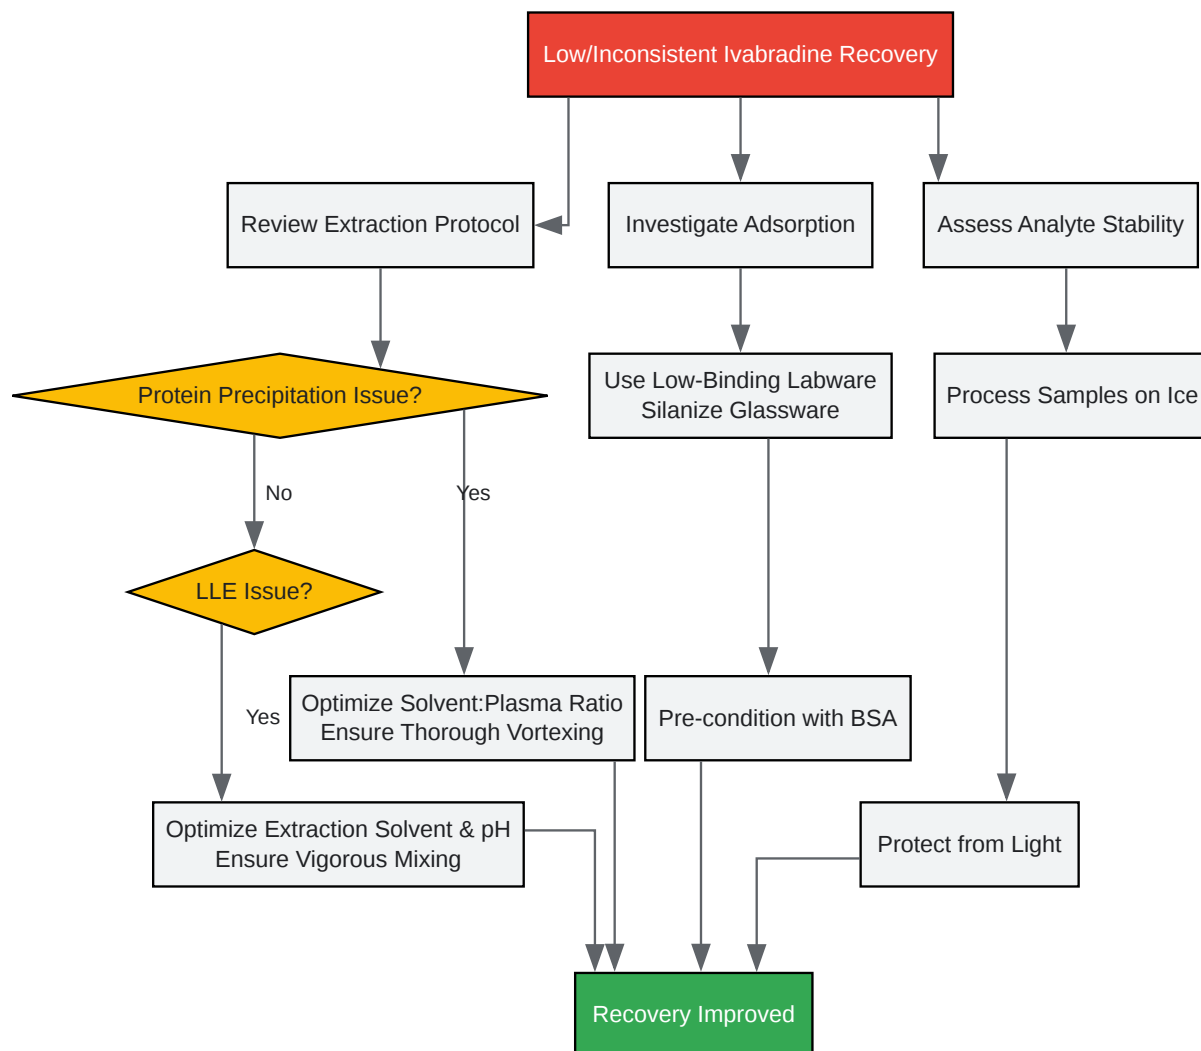 Low/Inconsistent Ivabradine Recovery
Review Extraction Protocol
Investigate Adsorption
Assess Analyte Stability
Protein Precipitation Issue?
Use Low-Binding Labware
Silanize Glassware
Process Samples on Ice
No
Yes
LLE Issue?
Yes
Optimize Solvent:Plasma Ratio
Ensure Thorough Vortexing
Pre-condition with BSA
Optimize Extraction Solvent & pH
Ensure Vigorous Mixing
Protect from Light
Recovery Improved